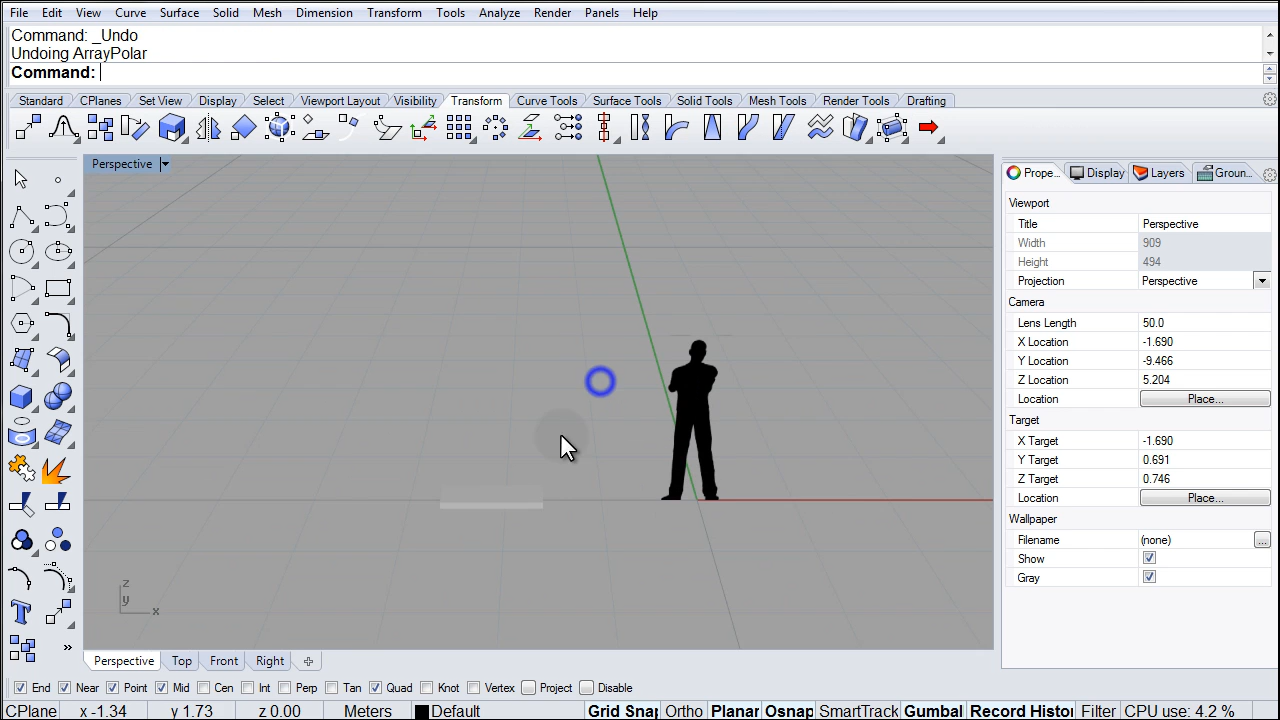 File Edit View Curve Surface Solid Mesh Dimension Transform Tools Analyze Render Panels Help
Command: _Undo
Undoing ArrayPolar
Command:
Standard CPlanes Set View Display Select Viewport Layout Visibility Transform Curve Tools Surface Tools Solid Tools Mesh Tools Render Tools Drafting
Perspective
Prope... Display Layers Groun...
Viewport
Title Perspective
Width 909
Height 494
Projection Perspective
Camera
Lens Length 50.0
X Location -1.690
Y Location -9.466
Z Location 5.204
Location Place...
Target
X Target -1.690
Y Target 0.691
Z Target 0.746
Location Place...
Wallpaper
Filename (none) ...
Show
Gray
z
y
x
»
Perspective Top Front Right
End Near Point Mid Cen Int Perp Tan Quad Knot Vertex Project Disable
CPlane x -1.34 y 1.73 z 0.00 Meters Default Grid Snap Ortho Planar Osnap SmartTrack Gumbal Record Histo Filter CPU use: 4.2 %